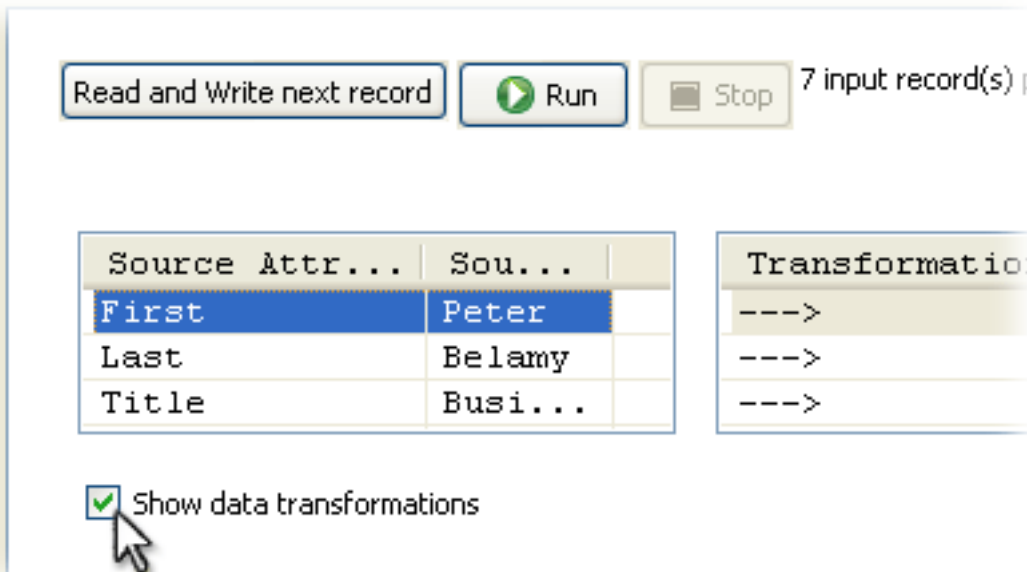 Read and Write next record Run Stop 7 input record(s)
Source Attr... Sou... Transformatio
First Peter --->
Last Belamy --->
Title Busi... --->
Show data transformations